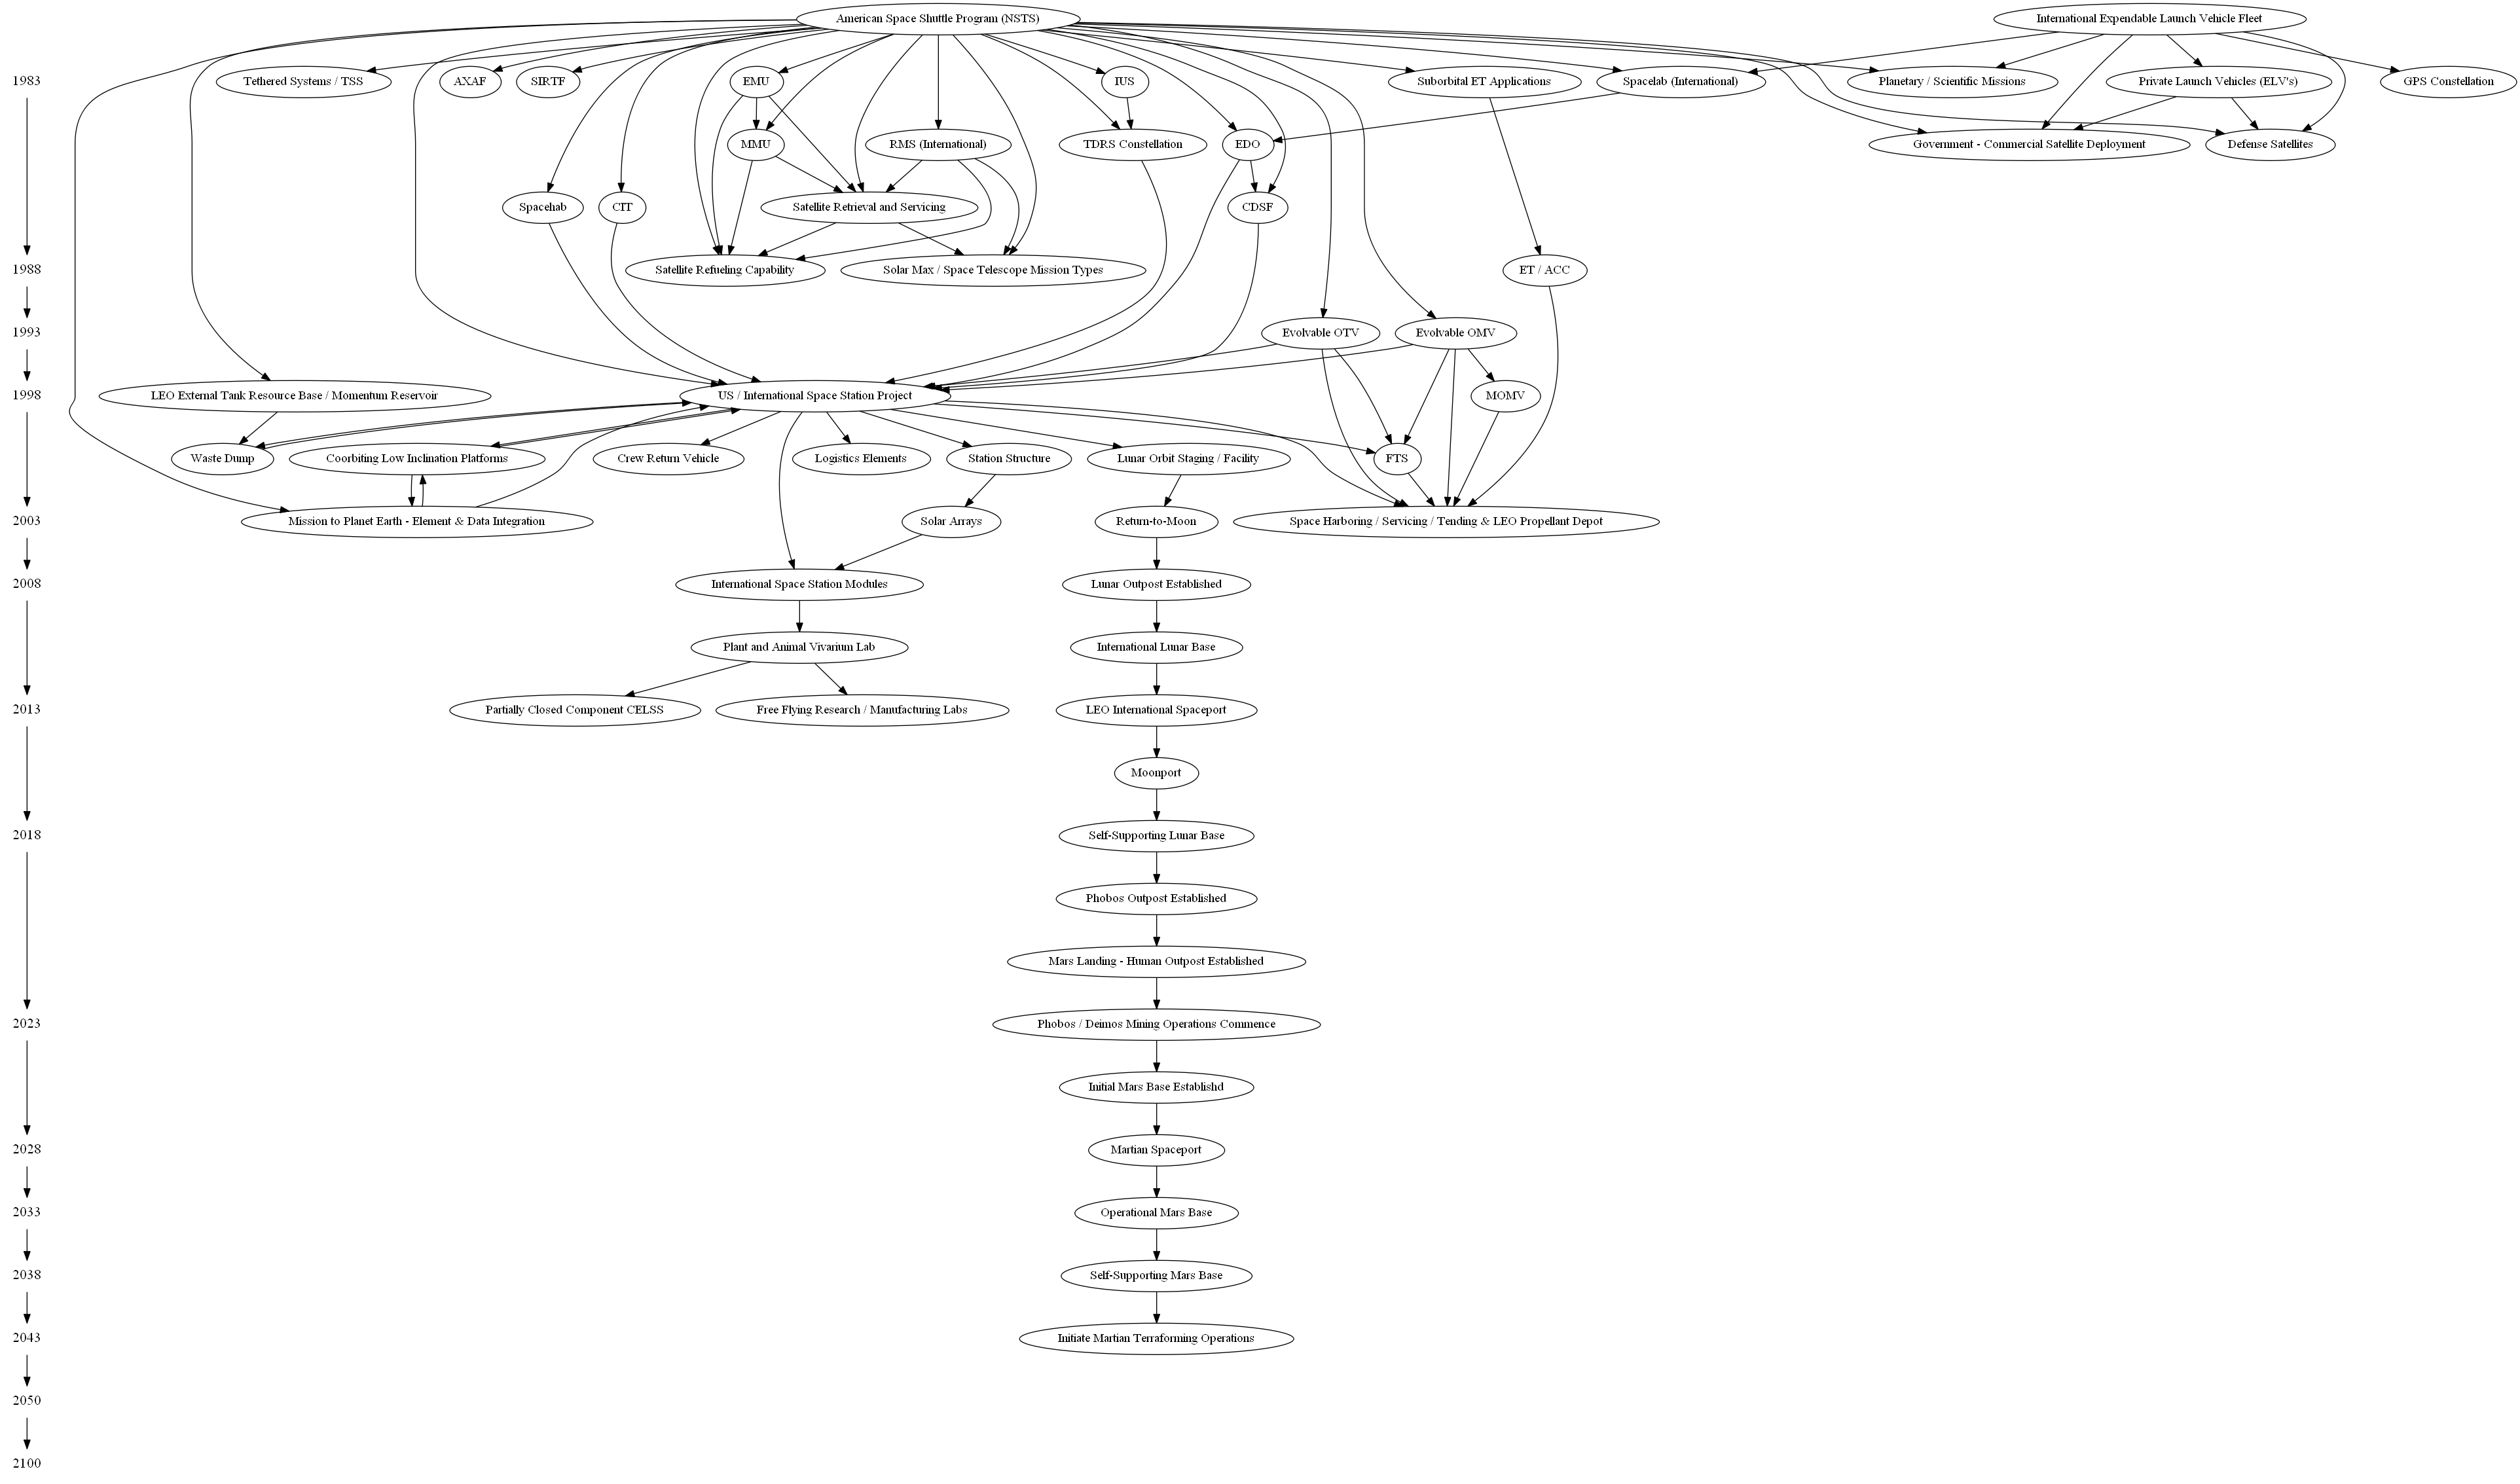 American Space Shuttle Program (NSTS)
International Expendable Launch Vehicle Fleet
1983
Tethered Systems / TSS
AXAF
SIRTF
EMU
IUS
Suborbital ET Applications
Spacelab (International)
Planetary / Scientific Missions
Private Launch Vehicles (ELV's)
GPS Constellation
MMU
RMS (International)
TDRS Constellation
EDO
Government - Commercial Satellite Deployment
Defense Satellites
Spacehab
CTT
Satellite Retrieval and Servicing
CDSF
1988
Satellite Refueling Capability
Solar Max / Space Telescope Mission Types
ET / ACC
1993
Evolvable OTV
Evolvable OMV
1998
LEO External Tank Resource Base / Momentum Reservoir
US / International Space Station Project
MOMV
Waste Dump
Coorbiting Low Inclination Platforms
Crew Return Vehicle
Logistics Elements
Station Structure
Lunar Orbit Staging / Facility
FTS
2003
Mission to Planet Earth - Element & Data Integration
Solar Arrays
Return-to-Moon
Space Harboring / Servicing / Tending & LEO Propellant Depot
2008
International Space Station Modules
Lunar Outpost Established
Plant and Animal Vivarium Lab
International Lunar Base
2013
Partially Closed Component CELSS
Free Flying Research / Manufacturing Labs
LEO International Spaceport
Moonport
2018
Self-Supporting Lunar Base
Phobos Outpost Established
Mars Landing - Human Outpost Established
2023
Phobos / Deimos Mining Operations Commence
Initial Mars Base Establishd
2028
Martian Spaceport
2033
Operational Mars Base
2038
Self-Supporting Mars Base
2043
Initiate Martian Terraforming Operations
2050
2100